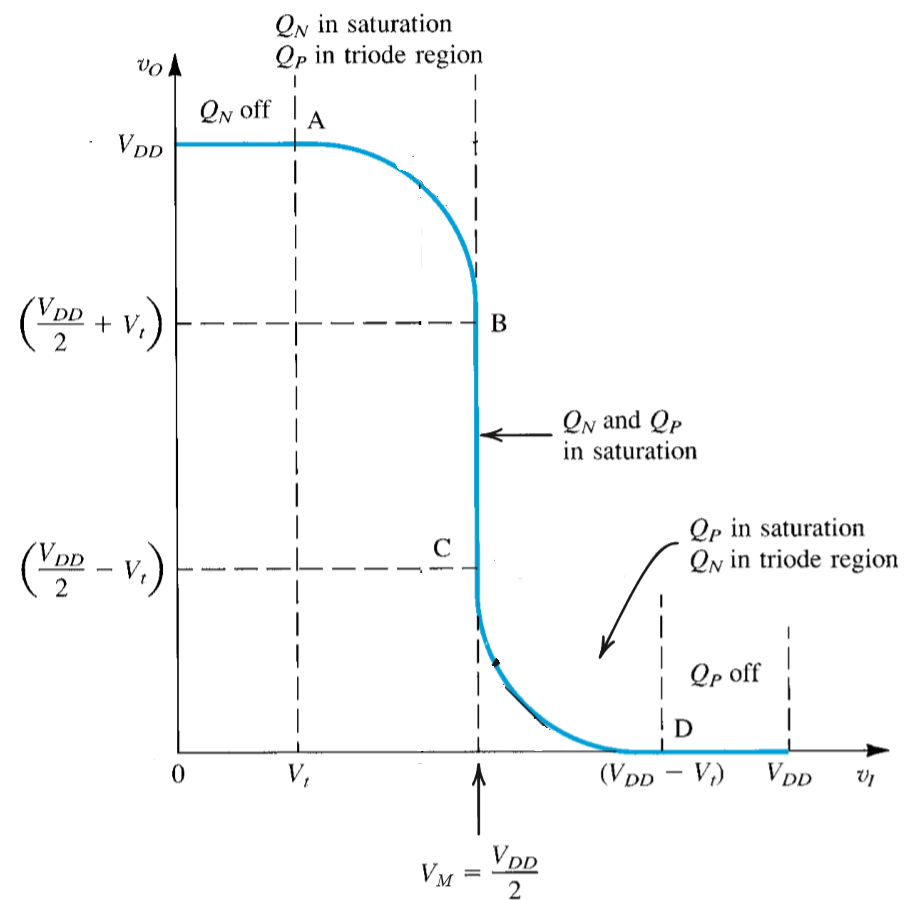 Q_N in saturation
Q_P in triode region
v_O
Q_N off
A
V_DD
(V_DD/2 + V_t)
B
Q_N and Q_P
in saturation
C
(V_DD/2 − V_t)
Q_P in saturation
Q_N in triode region
Q_P off
D
0
V_t
(V_DD − V_t)
V_DD
v_I
V_M = V_DD/2